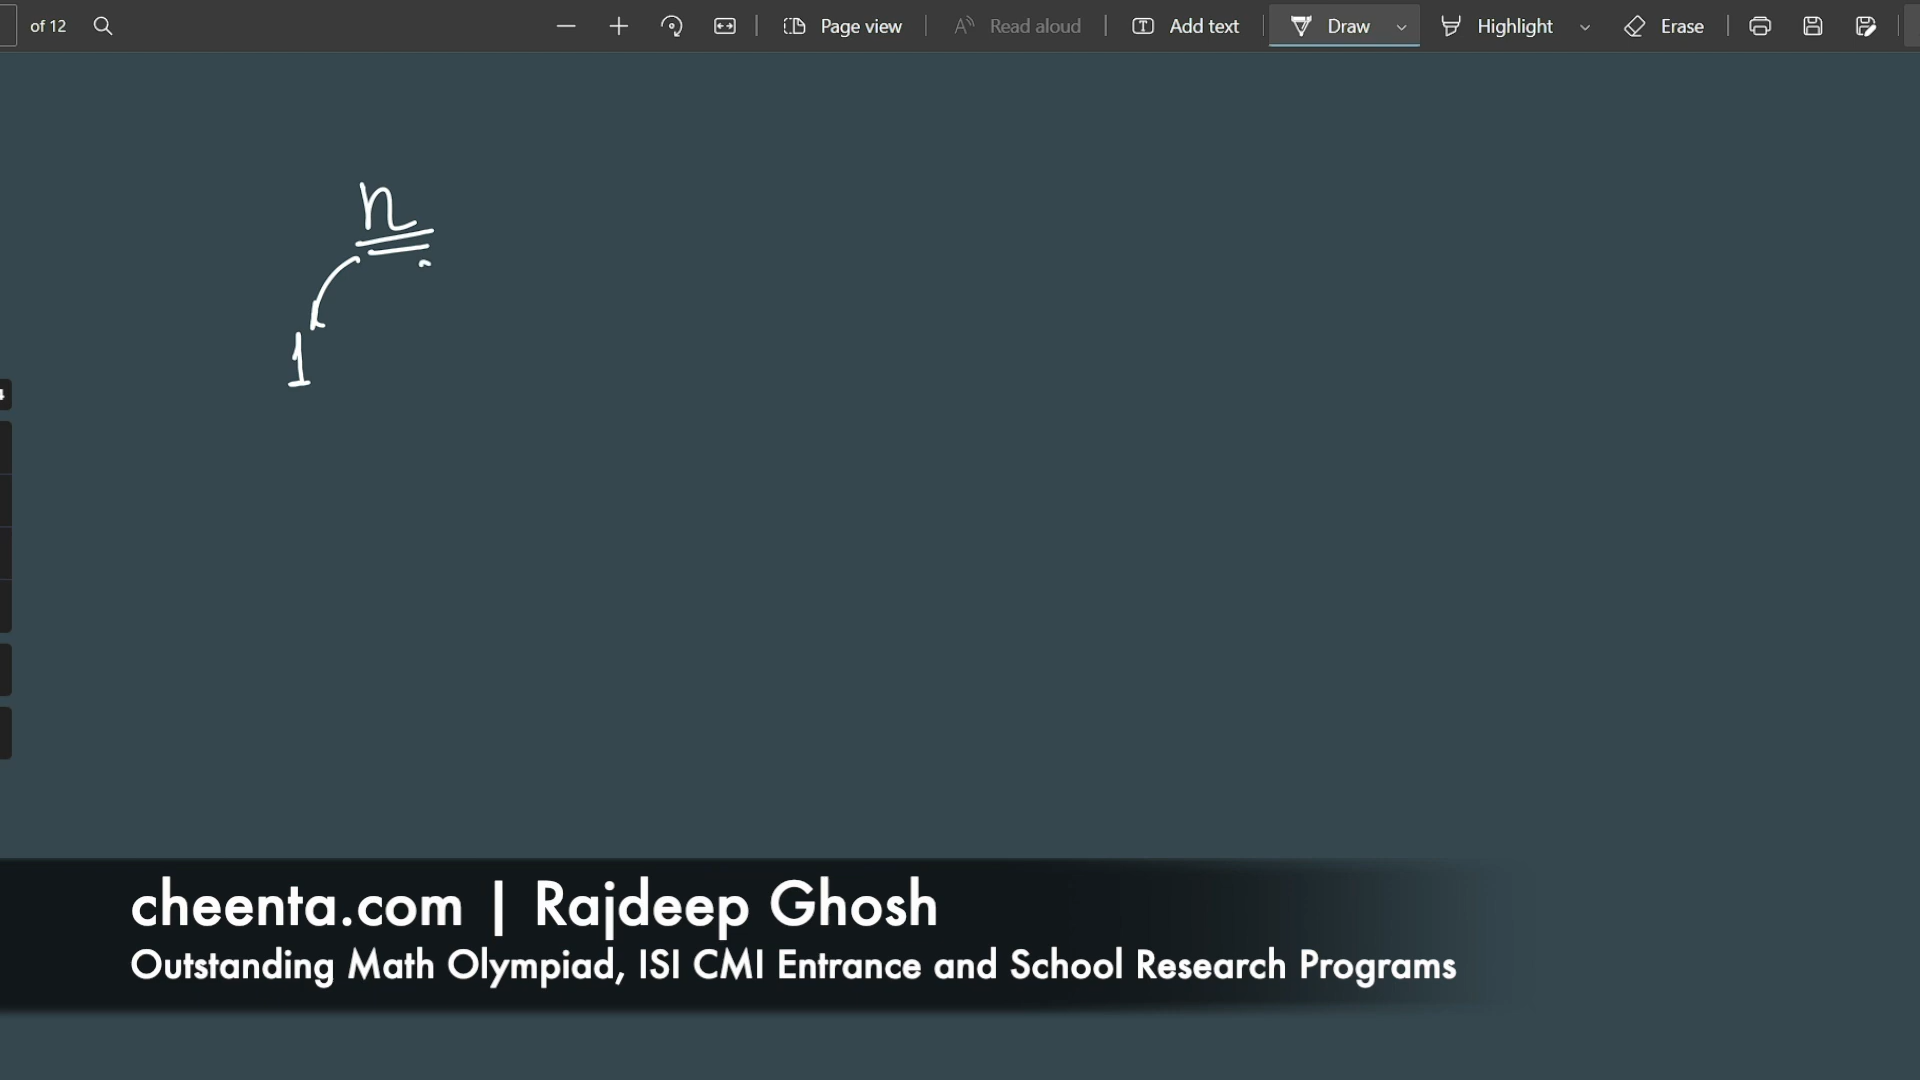 of 12 Page view Read aloud Add text Draw Highlight Erase
n
1
cheenta.com | Rajdeep Ghosh
Outstanding Math Olympiad, ISI CMI Entrance and School Research Programs